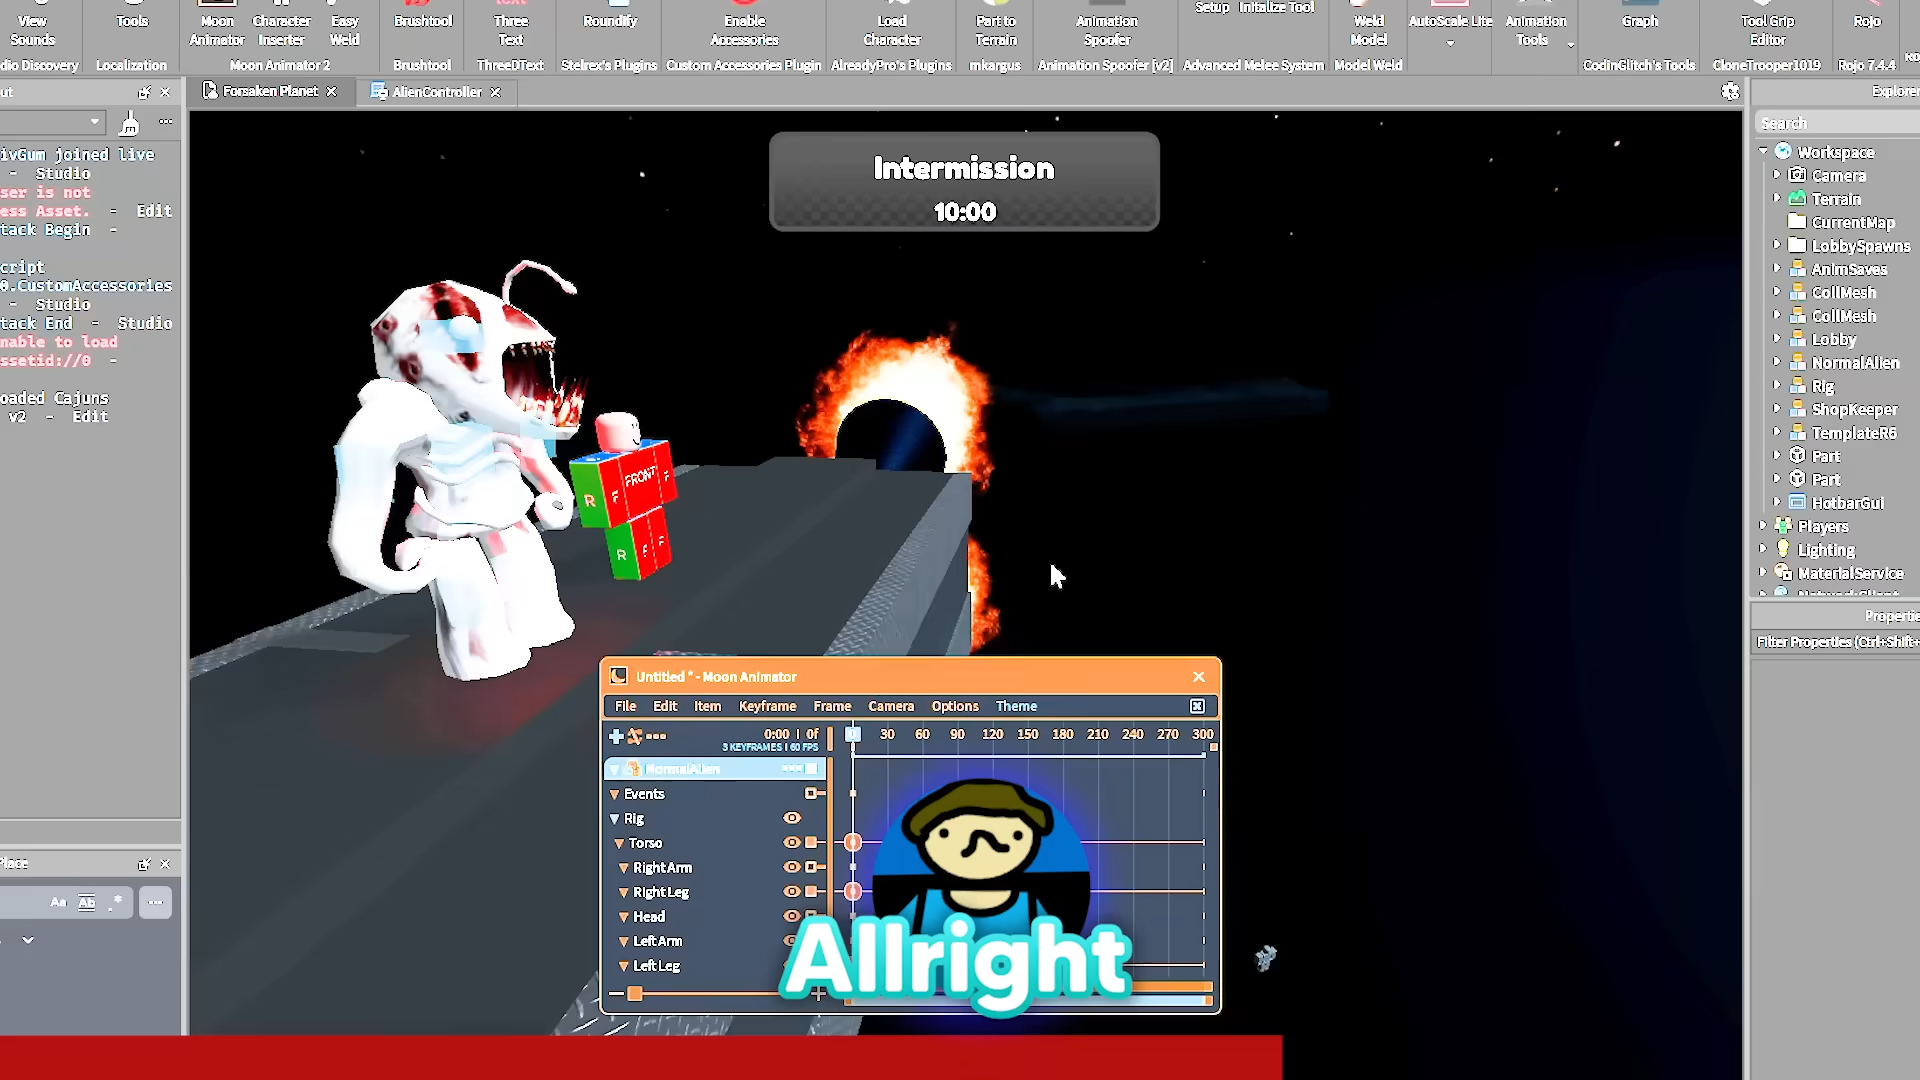 View
Sounds
dio Discovery
Tools
Localization
Moon
Animator
Character
Inserter
Easy
Weld
Moon Animator 2
Brushtool
Brushtool
Three
Text
ThreeDText
Roundify
Stelrex's Plugins
Enable
Accessories
Custom Accessories Plugin
Load
Character
AlreadyPro's Plugins
Part to
Terrain
mkargus
Animation
Spoofer
Animation Spoofer [v2]
Setup Initalize Tool
Advanced Melee System
Weld
Model
Model Weld
AutoScale Lite
Animation
Tools
Graph
CodinGlitch's Tools
Tool Grip
Editor
CloneTrooper1019
Rojo
Rojo 7.4.4
ut
Forsaken Planet
AlienController
Explorer
ivGum joined live
- Studio
ser is not
ess Asset. - Edit
tack Begin -
cript
0.CustomAccessories
- Studio
tack End - Studio
nable to load
ssetid://0 -
oaded Cajuns
v2 - Edit
Intermission
10:00
FRONT
F
F
R
R
F
F
Search
Workspace
Camera
Terrain
CurrentMap
LobbySpawns
AnimSaves
CollMesh
CollMesh
Lobby
NormalAlien
Rig
ShopKeeper
TemplateR6
Part
Part
HotbarGui
Players
Lighting
MaterialService
Properti
Filter Properties (Ctrl+Shift+
Untitled * - Moon Animator
File Edit Item Keyframe Frame Camera Options Theme
0:00 | 0f
3 KEYFRAMES | 60 FPS
0 30 60 90 120 150 180 210 240 270 300
NormalAlien
Events
Rig
Torso
Right Arm
Right Leg
Head
Left Arm
Left Leg
Allright
place
Aa Ab .*